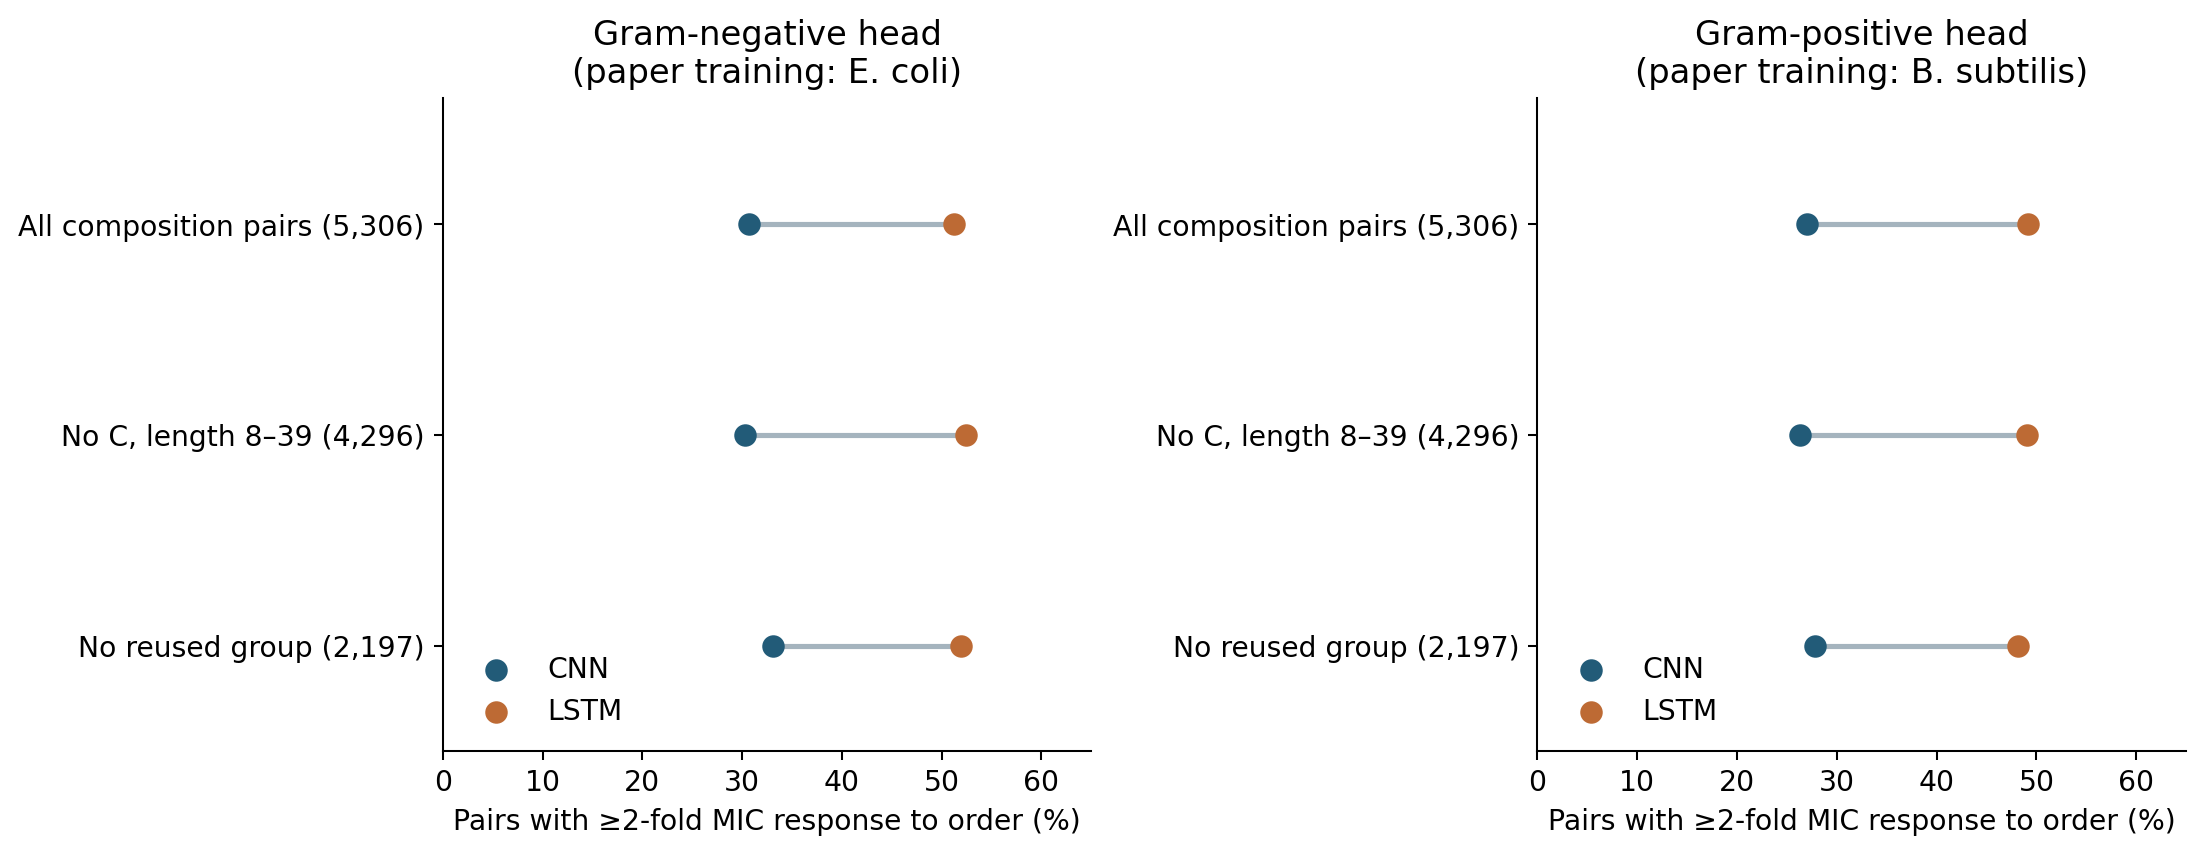 Gram-negative head
(paper training: E. coli)
All composition pairs (5,306)
No C, length 8–39 (4,296)
No reused group (2,197)
CNN
LSTM
0 10 20 30 40 50 60
Pairs with ≥2-fold MIC response to order (%)
Gram-positive head
(paper training: B. subtilis)
All composition pairs (5,306)
No C, length 8–39 (4,296)
No reused group (2,197)
CNN
LSTM
0 10 20 30 40 50 60
Pairs with ≥2-fold MIC response to order (%)